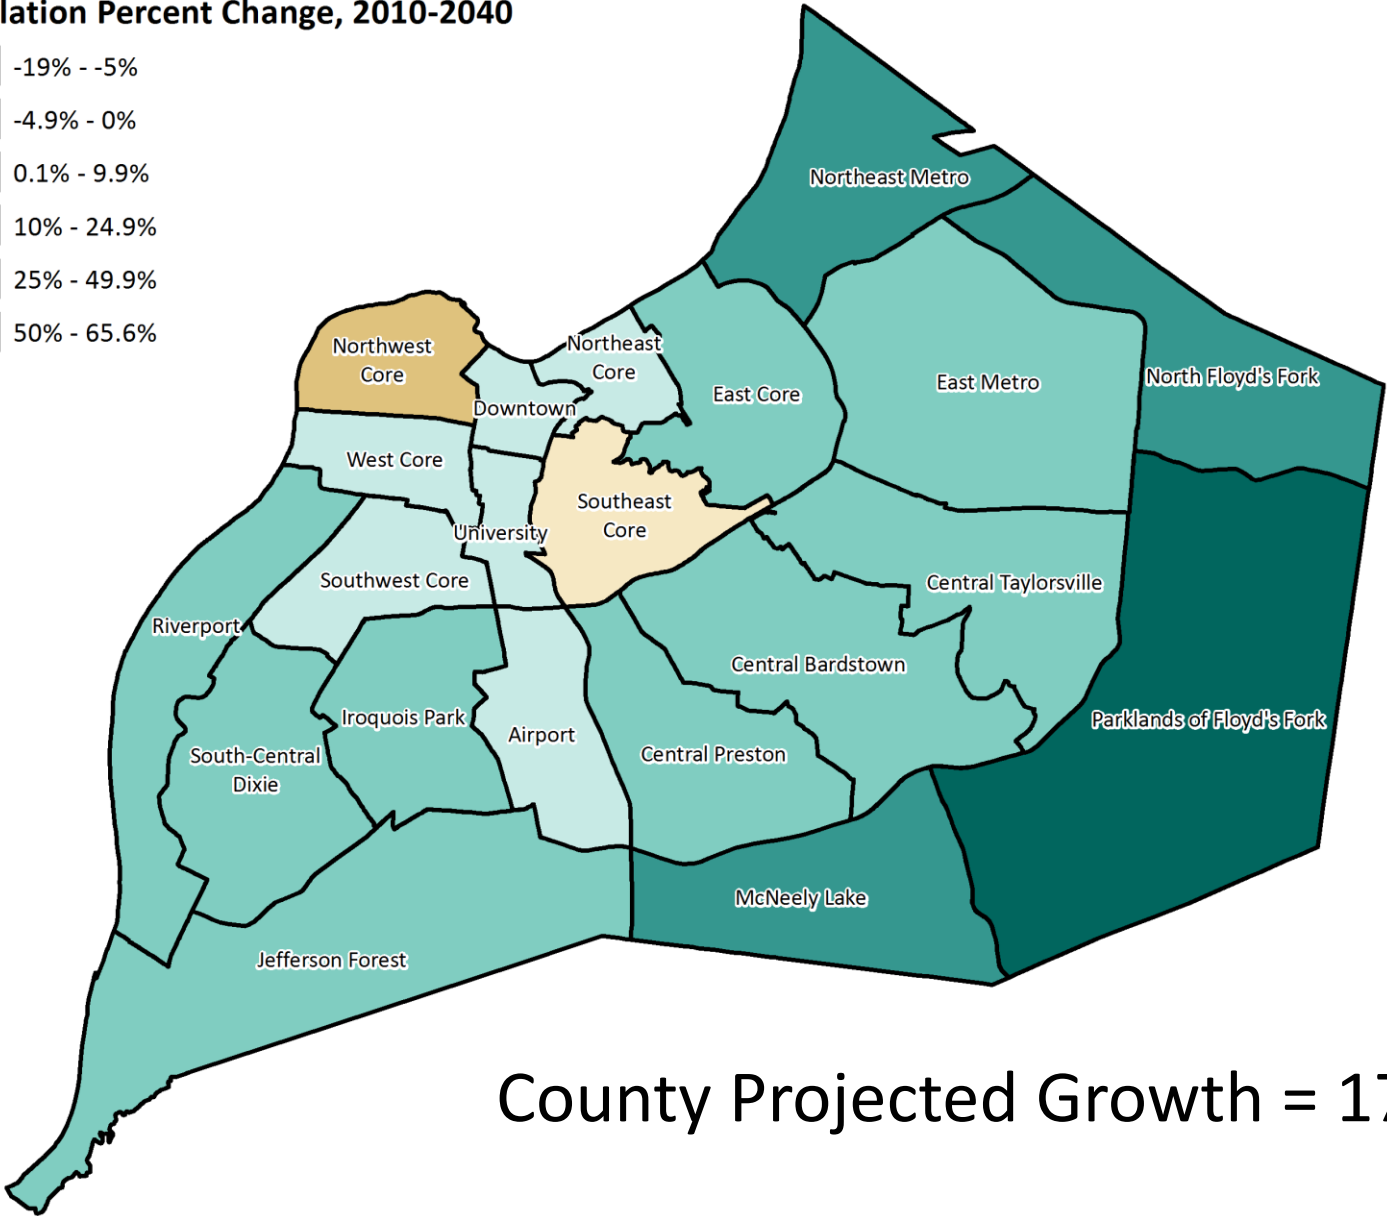 lation Percent Change, 2010-2040
-19% - -5%
-4.9% - 0%
0.1% - 9.9%
10% - 24.9%
25% - 49.9%
50% - 65.6%
Northeast Metro
Northwest
Core
Northeast
Core
North Floyd's Fork
East Metro
East Core
Downtown
West Core
Southeast
Core
University
Southwest Core
Central Taylorsville
Riverport
Central Bardstown
Iroquois Park
Parklands of Floyd's Fork
Airport
South-Central
Dixie
Central Preston
McNeely Lake
Jefferson Forest
County Projected Growth = 17